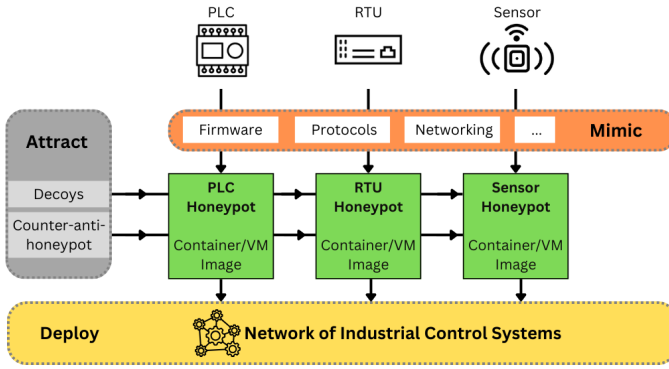 PLC
RTU
Sensor
Firmware
Protocols
Networking
...
Mimic
Attract
Decoys
Counter-anti-
honeypot
PLC
Honeypot
Container/VM
Image
RTU
Honeypot
Container/VM
Image
Sensor
Honeypot
Container/VM
Image
Deploy
Network of Industrial Control Systems